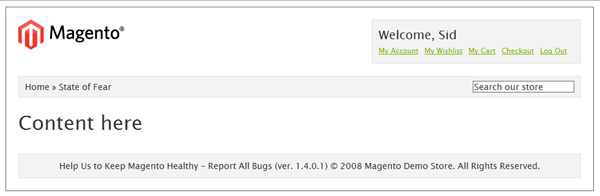 Magento®
Welcome, Sid
My Account My Wishlist My Cart Checkout Log Out
Home » State of Fear
Search our store
Content here
Help Us to Keep Magento Healthy - Report All Bugs (ver. 1.4.0.1) © 2008 Magento Demo Store. All Rights Reserved.